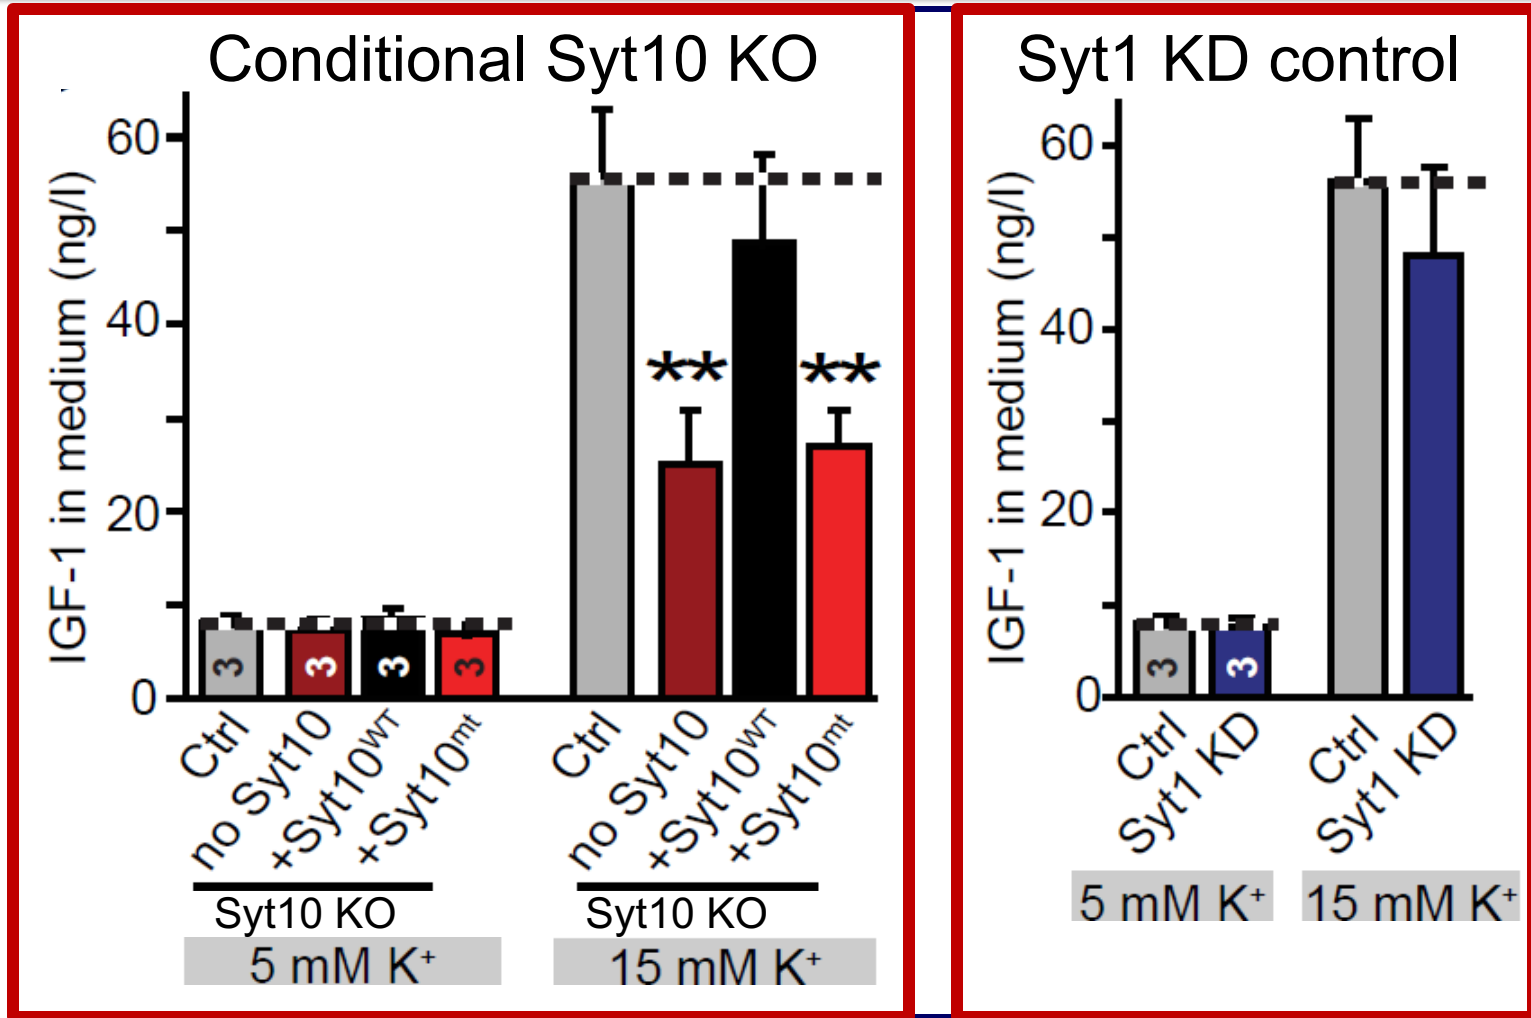 Conditional Syt10 KO
IGF-1 in medium (ng/l)
60
40
20
0
**
**
3
3
3
3
Ctrl
no Syt10
+Syt10ᵂᵀ
+Syt10ᵐᵗ
Ctrl
no Syt10
+Syt10ᵂᵀ
+Syt10ᵐᵗ
Syt10 KO
Syt10 KO
5 mM K⁺
15 mM K⁺
Syt1 KD control
IGF-1 in medium (ng/l)
60
40
20
0
3
3
Ctrl
Syt1 KD
Ctrl
Syt1 KD
5 mM K⁺
15 mM K⁺